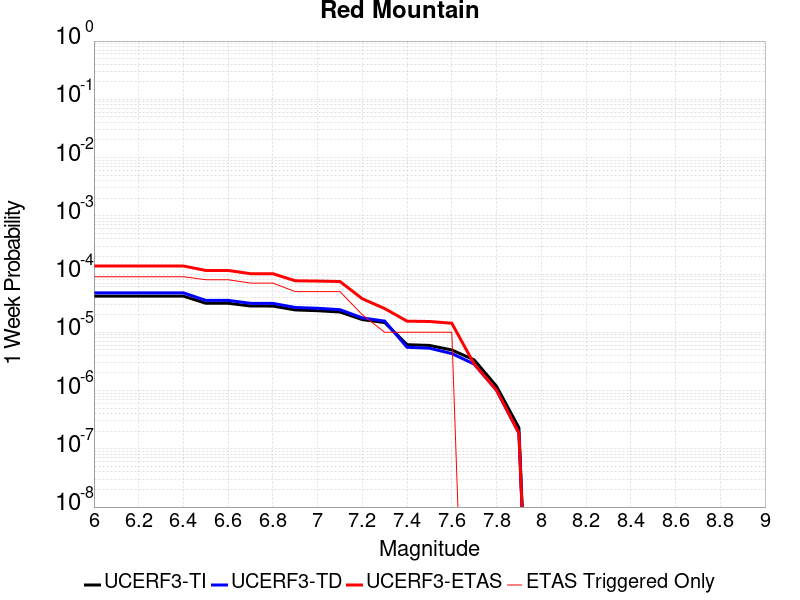 Red Mountain
10^0
10^-1
10^-2
10^-3
10^-4
10^-5
10^-6
10^-7
10^-8
1 Week Probability
6 6.2 6.4 6.6 6.8 7 7.2 7.4 7.6 7.8 8 8.2 8.4 8.6 8.8 9
Magnitude
UCERF3-TI UCERF3-TD UCERF3-ETAS ETAS Triggered Only